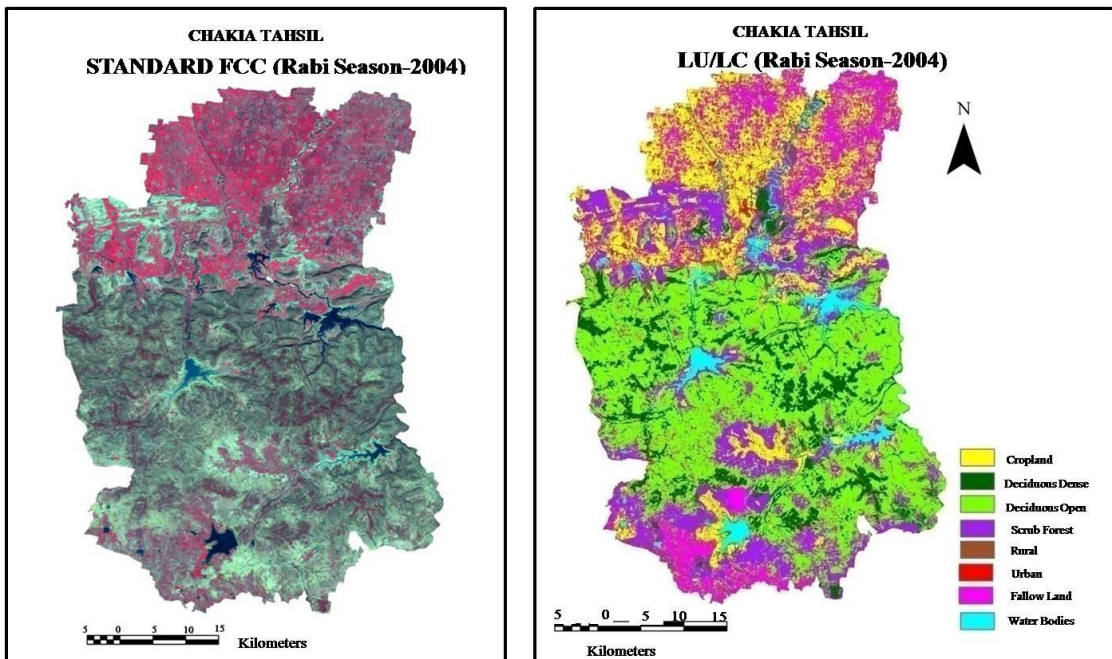 CHAKIA TAHSIL
STANDARD FCC (Rabi Season-2004)
5 0 5 10 15
Kilometers
CHAKIA TAHSIL
LU/LC (Rabi Season-2004)
N
Cropland
Deciduous Dense
Deciduous Open
Scrub Forest
Rural
Urban
Fallow Land
Water Bodies
5 0 5 10 15
Kilometers